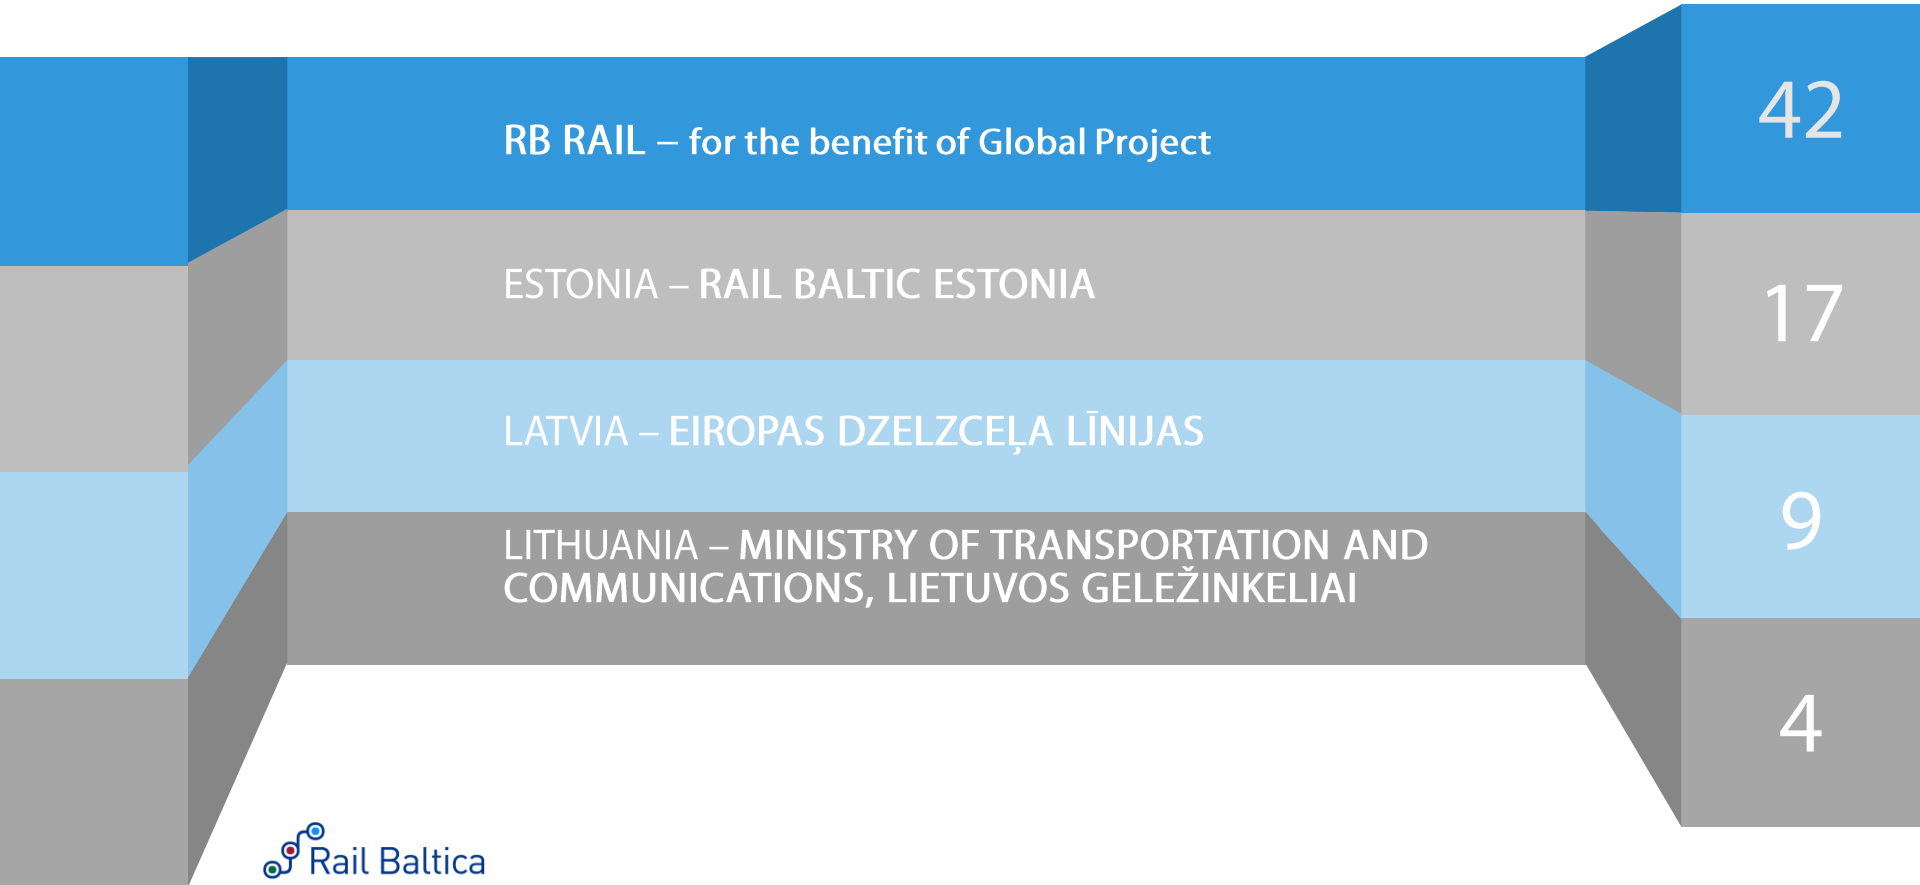 RB RAIL – for the benefit of Global Project
42
ESTONIA – RAIL BALTIC ESTONIA
17
LATVIA – EIROPAS DZELZCEĻA LĪNIJAS
9
LITHUANIA – MINISTRY OF TRANSPORTATION AND
COMMUNICATIONS, LIETUVOS GELEŽINKELIAI
4
Rail Baltica